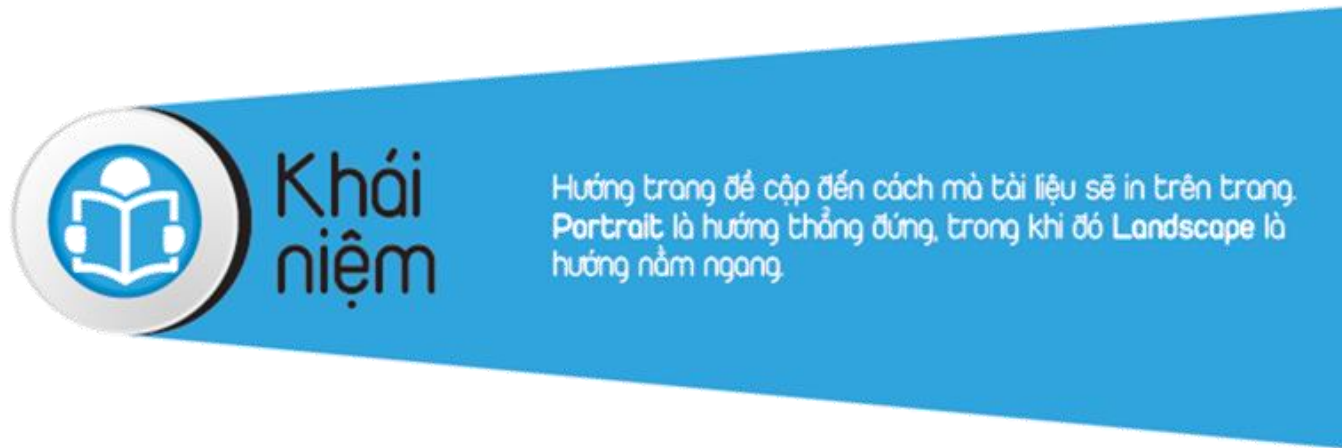 Khái
niệm
Hướng trang đề cập đến cách mà tài liệu sẽ in trên trang.
Portrait là hướng thẳng đứng, trong khi đó Landscape là
hướng nằm ngang.